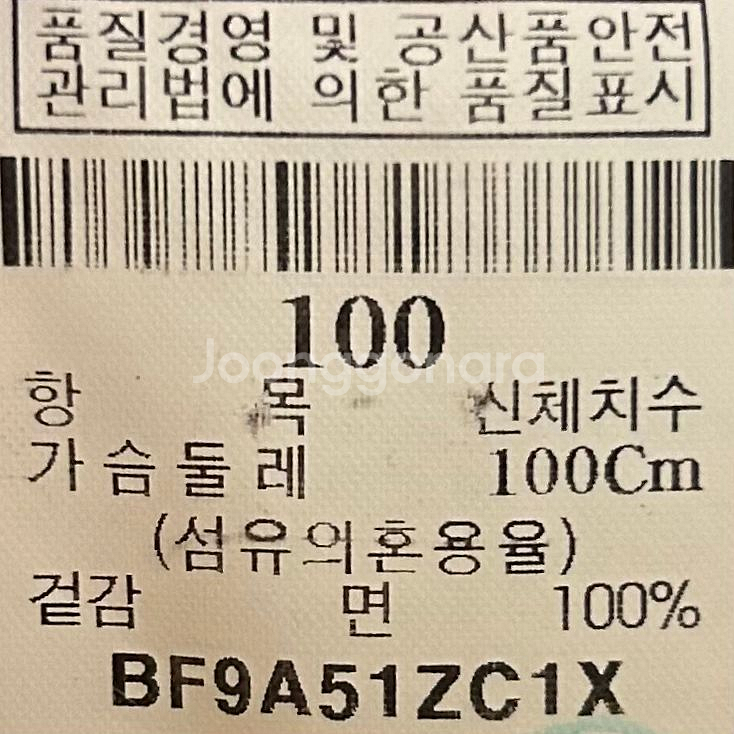 품질경영 및 공산품안전
관리법에 의한 품질표시
100
Joonggonara
항 목 신체치수
가슴둘레 100Cm
(섬유의혼용율)
겉감 면 100%
BF9A51ZC1X